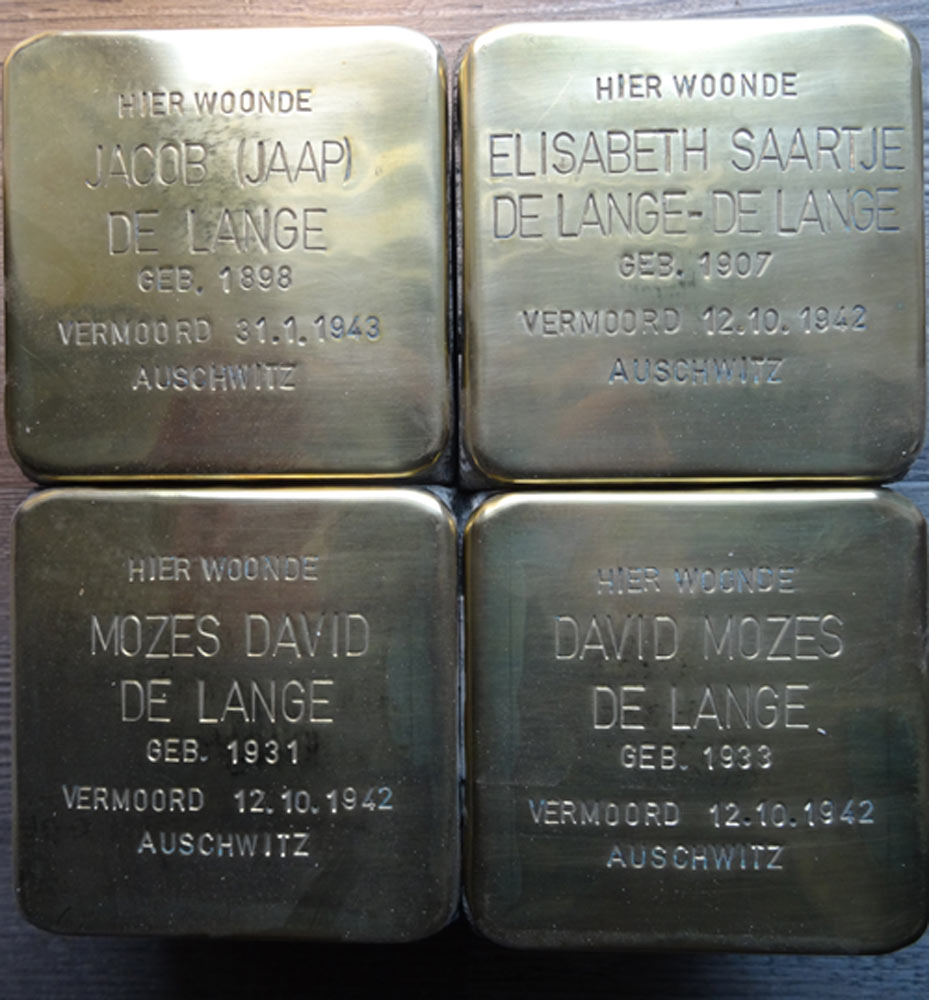 HIER WOONDE
JACOB (JAAP)
DE LANGE
GEB. 1898
VERMOORD 31.1.1943
AUSCHWITZ
HIER WOONDE
ELISABETH SAARTJE
DE LANGE-DE LANGE
GEB. 1907
VERMOORD 12.10.1942
AUSCHWITZ
HIER WOONDE
MOZES DAVID
DE LANGE
GEB. 1931
VERMOORD 12.10.1942
AUSCHWITZ
HIER WOONDE
DAVID MOZES
DE LANGE
GEB. 1933
VERMOORD 12.10.1942
AUSCHWITZ